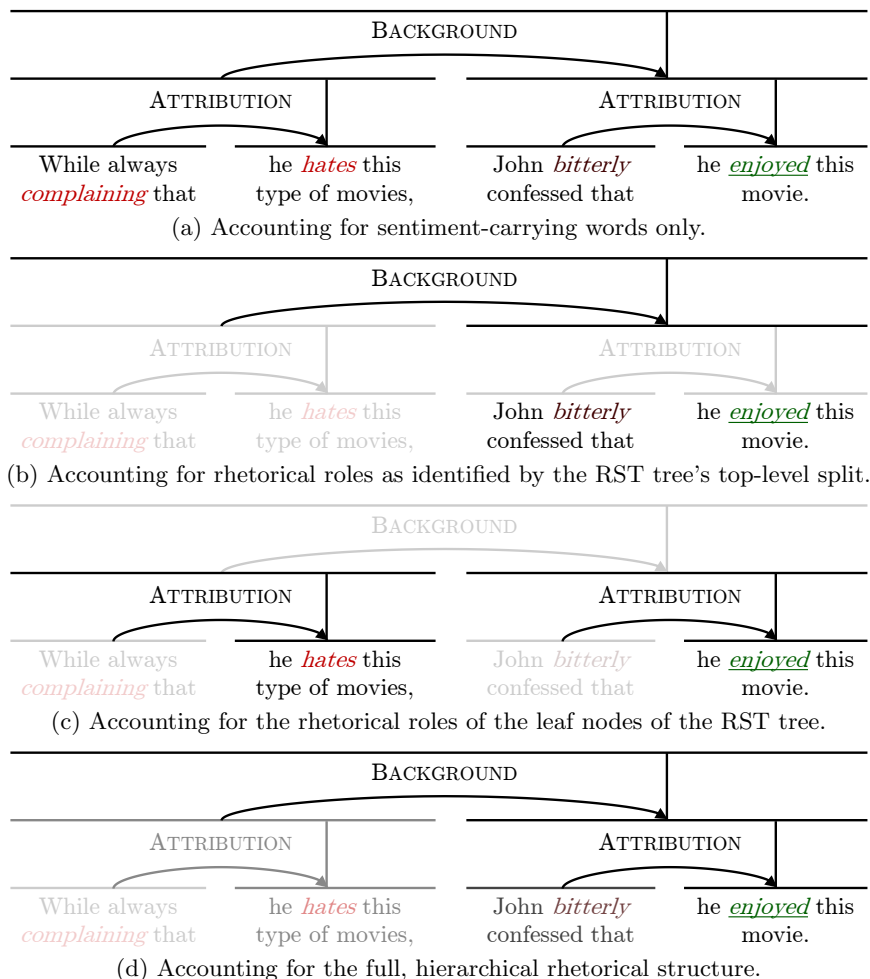 BACKGROUND
ATTRIBUTION ATTRIBUTION
While always he hates this John bitterly he enjoyed this
complaining that type of movies, confessed that movie.
(a) Accounting for sentiment-carrying words only.
BACKGROUND
ATTRIBUTION ATTRIBUTION
While always he hates this John bitterly he enjoyed this
complaining that type of movies, confessed that movie.
(b) Accounting for rhetorical roles as identified by the RST tree's top-level split.
BACKGROUND
ATTRIBUTION ATTRIBUTION
While always he hates this John bitterly he enjoyed this
complaining that type of movies, confessed that movie.
(c) Accounting for the rhetorical roles of the leaf nodes of the RST tree.
BACKGROUND
ATTRIBUTION ATTRIBUTION
While always he hates this John bitterly he enjoyed this
complaining that type of movies, confessed that movie.
(d) Accounting for the full, hierarchical rhetorical structure.